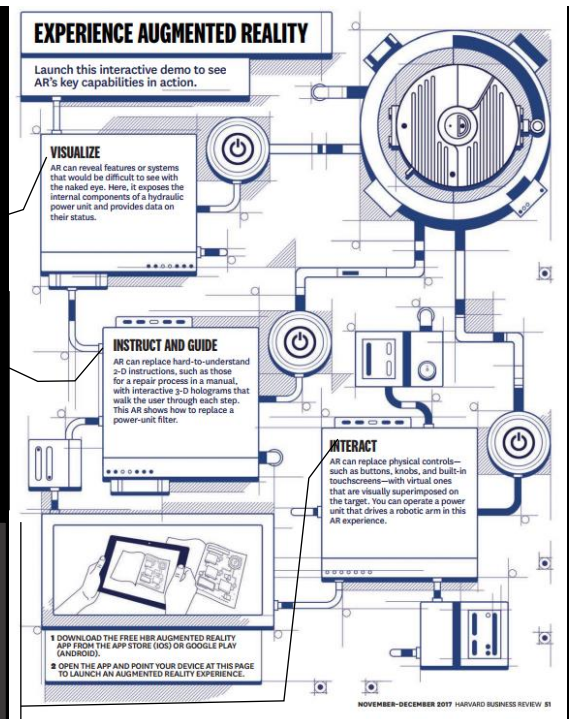 EXPERIENCE AUGMENTED REALITY
Launch this interactive demo to see
AR's key capabilities in action.
VISUALIZE
AR can reveal features or systems
that would be difficult to see with
the naked eye. Here, it exposes the
internal components of a hydraulic
power unit and provides data on
their status.
INSTRUCT AND GUIDE
AR can replace hard-to-understand
2-D instructions, such as those
for a repair process in a manual,
with interactive 3-D holograms that
walk the user through each step.
This AR shows how to replace a
power-unit filter.
INTERACT
AR can replace physical controls—
such as buttons, knobs, and built-in
touchscreens—with virtual ones
that are visually superimposed on
the target. You can operate a power
unit that drives a robotic arm in this
AR experience.
1 DOWNLOAD THE FREE HBR AUGMENTED REALITY
APP FROM THE APP STORE (IOS) OR GOOGLE PLAY
(ANDROID).
2 OPEN THE APP AND POINT YOUR DEVICE AT THIS PAGE
TO LAUNCH AN AUGMENTED REALITY EXPERIENCE.
NOVEMBER–DECEMBER 2017 HARVARD BUSINESS REVIEW 51